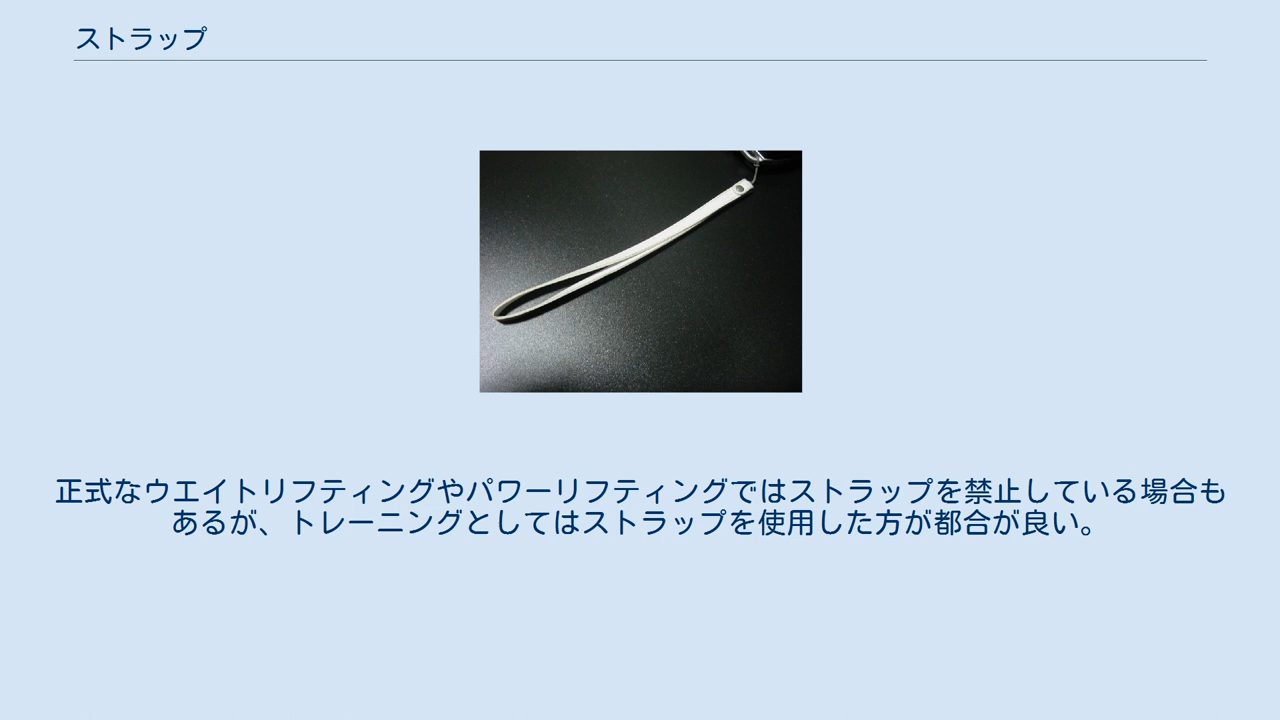 ストラップ
正式なウエイトリフティングやパワーリフティングではストラップを禁止している場合も
あるが、トレーニングとしてはストラップを使用した方が都合が良い。